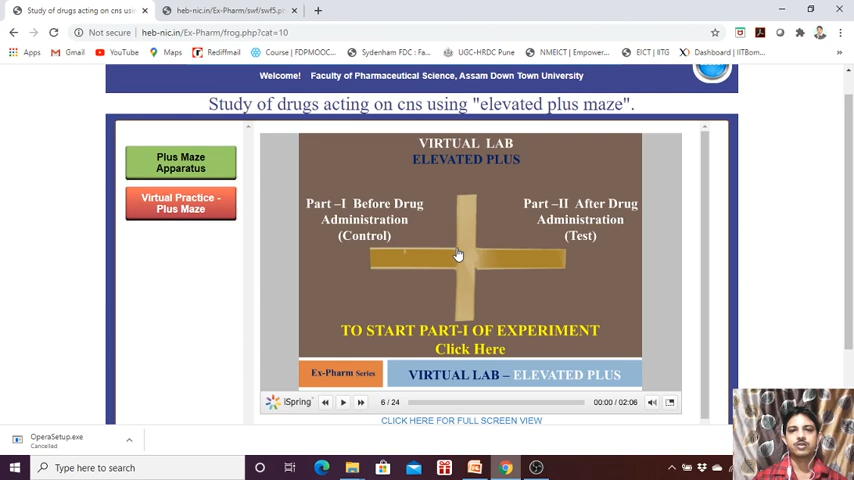 Study of drugs acting on cns using
heb-nic.in/Ex-Pharm/swf/swf5.ph
Not secure
heb-nic.in/Ex-Pharm/frog.php?cat=10
Apps
Gmail
YouTube
Maps
Rediffmail
Course | FDPMOOC...
Sydenham FDC : Fa...
UGC-HRDC Pune
NMEICT | Empower...
EICT | IITG
Dashboard | IITBom...
Welcome! Faculty of Pharmaceutical Science, Assam Down Town University
Study of drugs acting on cns using "elevated plus maze".
Plus Maze
Apparatus
Virtual Practice -
Plus Maze
VIRTUAL LAB
ELEVATED PLUS
Part –I Before Drug
Administration
(Control)
Part –II After Drug
Administration
(Test)
TO START PART-I OF EXPERIMENT
Click Here
Ex-Pharm Series
VIRTUAL LAB – ELEVATED PLUS
iSpring
6 / 24
00:00 / 02:06
CLICK HERE FOR FULL SCREEN VIEW
OperaSetup.exe
Cancelled
Type here to search